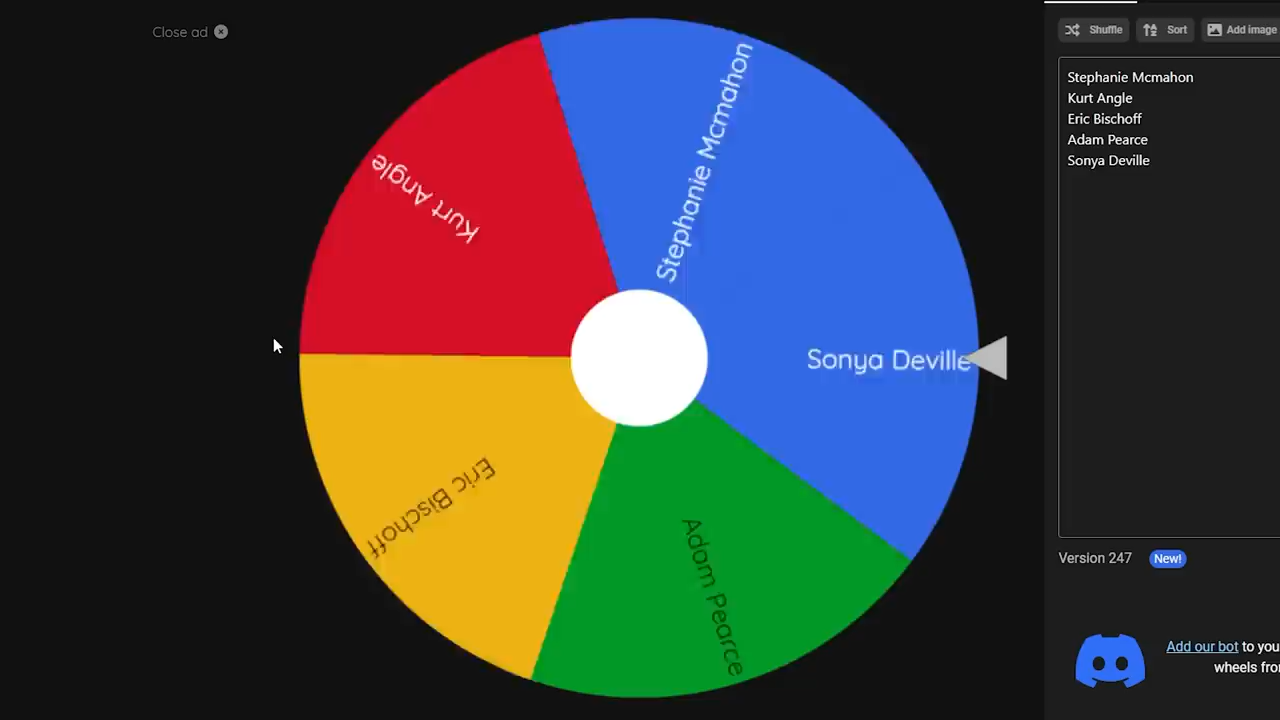 Close ad
Stephanie Mcmahon
Kurt Angle
Sonya Deville
Eric Bischoff
Adam Pearce
Shuffle
Sort
Add image
Stephanie Mcmahon
Kurt Angle
Eric Bischoff
Adam Pearce
Sonya Deville
Version 247
New!
Add our bot to you
wheels fro